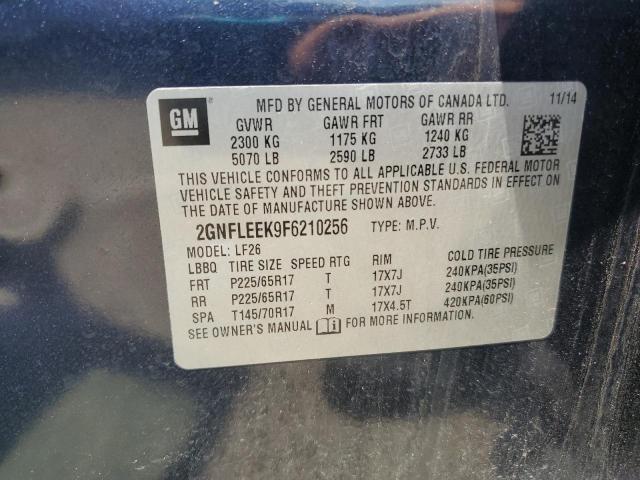 GM ® MFD BY GENERAL MOTORS OF CANADA LTD. 11/14
GVWR GAWR FRT GAWR RR
2300 KG 1175 KG 1240 KG
5070 LB 2590 LB 2733 LB
THIS VEHICLE CONFORMS TO ALL APPLICABLE U.S. FEDERAL MOTOR
VEHICLE SAFETY AND THEFT PREVENTION STANDARDS IN EFFECT ON
THE DATE OF MANUFACTURE SHOWN ABOVE.
2GNFLEEK9F6210256 TYPE: M.P.V.
MODEL: LF26
LBBQ TIRE SIZE SPEED RTG RIM COLD TIRE PRESSURE
FRT P225/65R17 T 17X7J 240KPA(35PSI)
RR P225/65R17 T 17X7J 240KPA(35PSI)
SPA T145/70R17 M 17X4.5T 420KPA(60PSI)
SEE OWNER'S MANUAL FOR MORE INFORMATION.